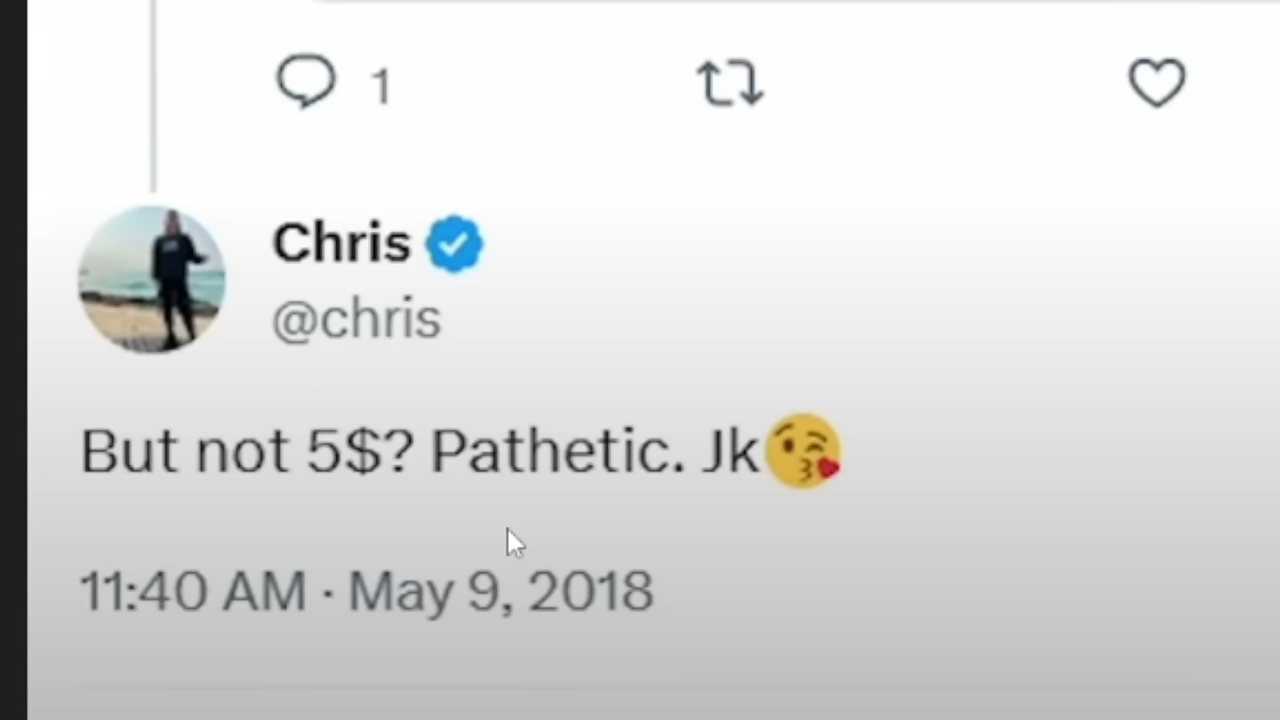 1
Chris
@chris
But not 5$? Pathetic. Jk😘
11:40 AM · May 9, 2018